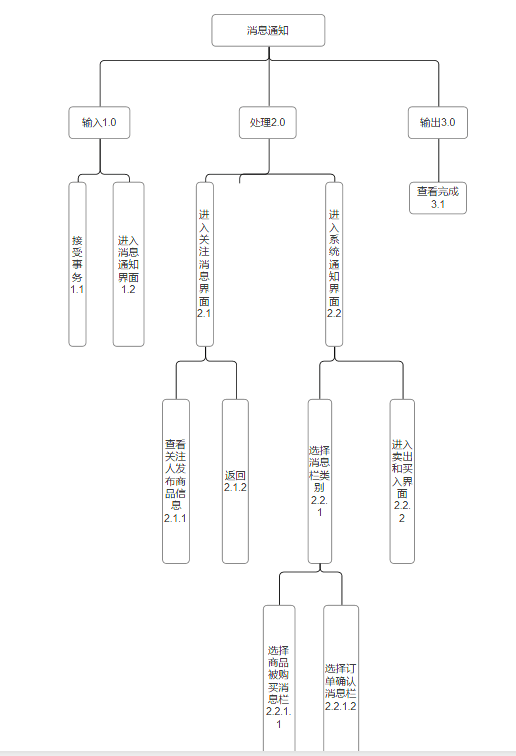 消息通知
输入1.0
处理2.0
输出3.0
接
受
事
务
1.1
进入
消息
通知
界面
1.2
进
入
关
注
消
息
界
面
2.1
进
入
系
统
通
知
界
面
2.2
查看完成
3.1
查看
关注
人发
布商
品信
息
2.1.1
返回
2.1.2
选择
消息
栏类
别
2.2.
1
进入
卖出
和买
入界
面
2.2.
2
选择
商品
被购
买消
息栏
2.2.1.
1
选择订
单确认
消息栏
2.2.1.2